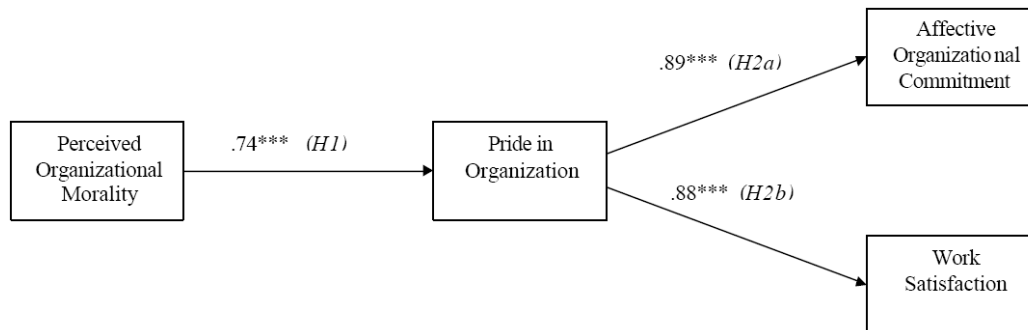 Perceived
Organizational
Morality
.74*** (H1)
Pride in
Organization
.89*** (H2a)
Affective
Organizational
Commitment
.88*** (H2b)
Work
Satisfaction